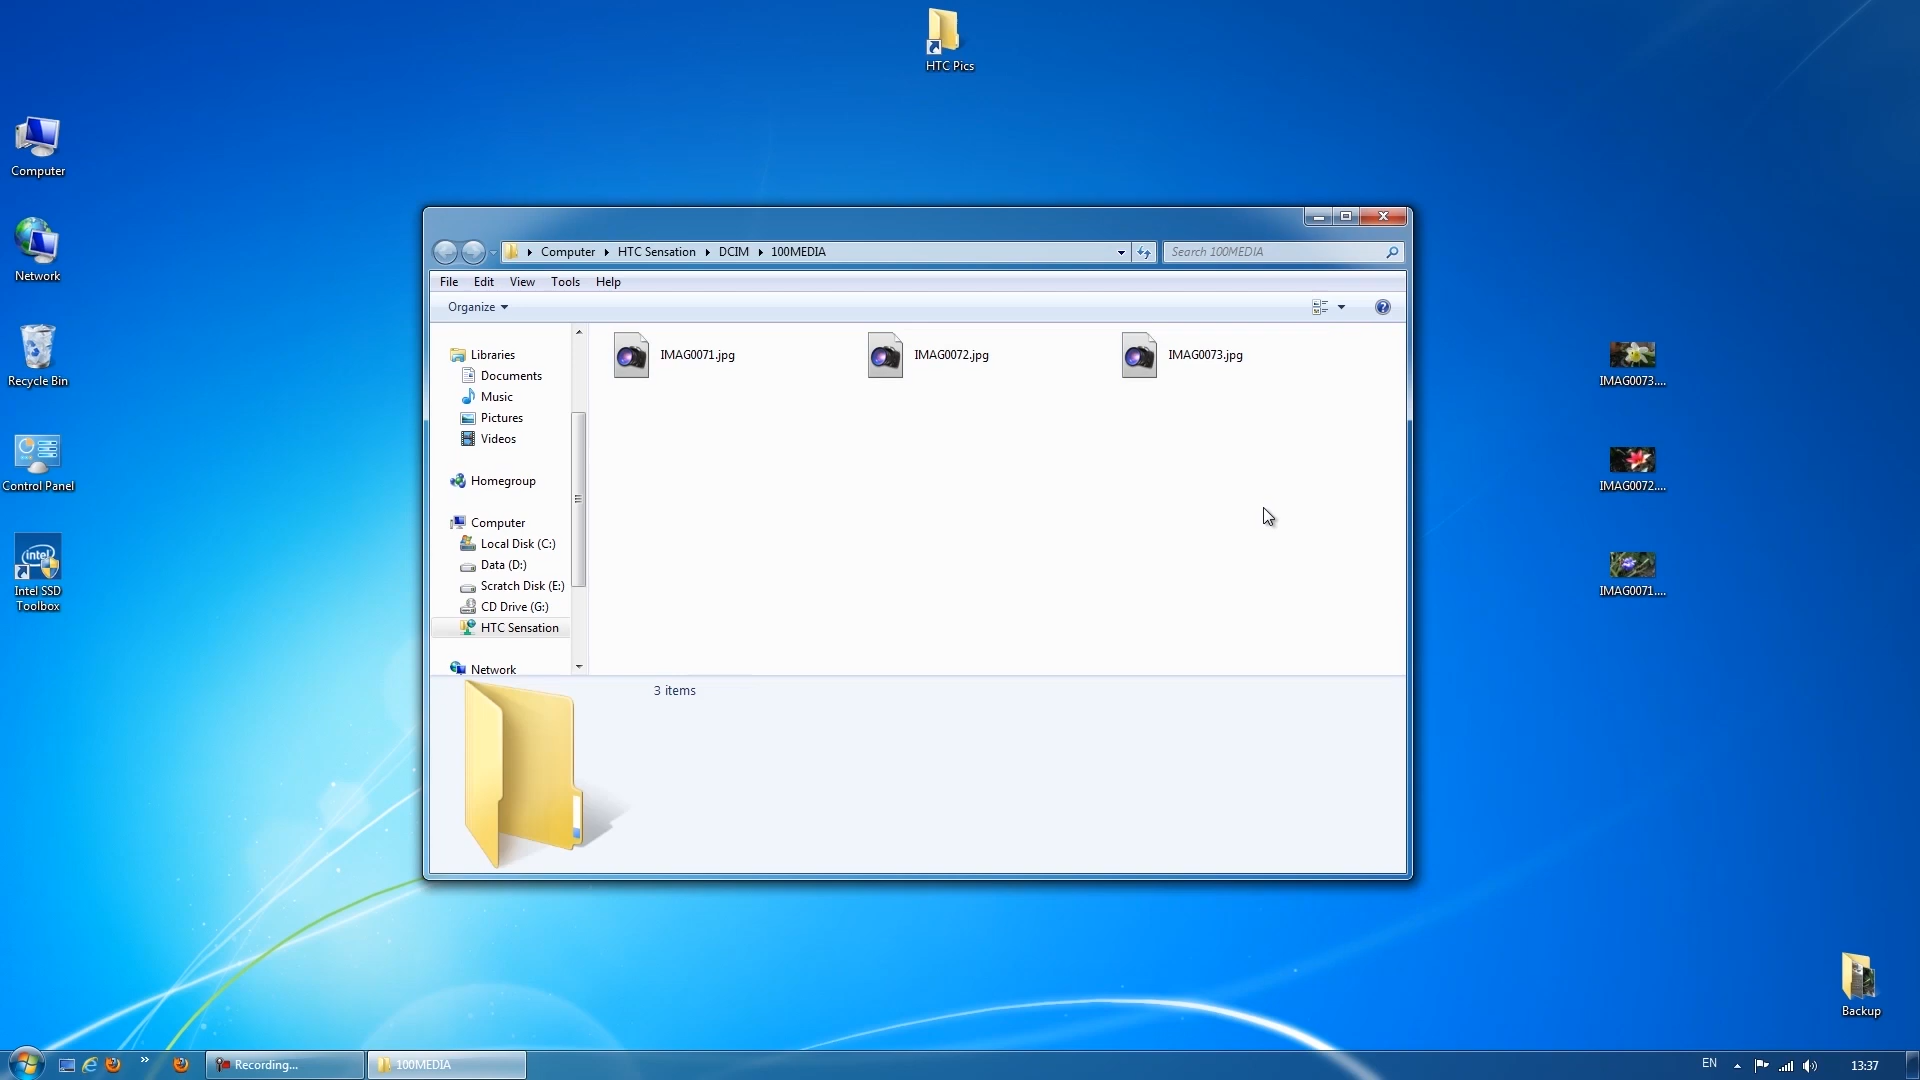 HTC Pics
Computer
Network
Recycle Bin
Control Panel
intel
Intel SSD
Toolbox
Computer HTC Sensation DCIM 100MEDIA
Search 100MEDIA
File Edit View Tools Help
Organize
Libraries
Documents
Music
Pictures
Videos
Homegroup
Computer
Local Disk (C:)
Data (D:)
Scratch Disk (E:)
CD Drive (G:)
HTC Sensation
Network
IMAG0071.jpg
IMAG0072.jpg
IMAG0073.jpg
3 items
IMAG0073....
IMAG0072....
IMAG0071....
Backup
Recording...
100MEDIA
EN
13:37